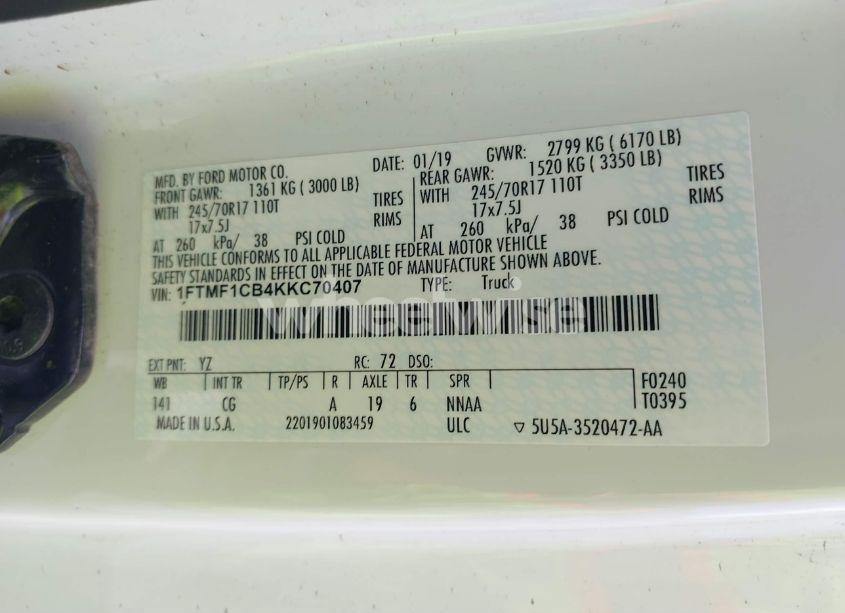 MFD. BY FORD MOTOR CO.
DATE: 01/19 GVWR: 2799 KG ( 6170 LB)
FRONT GAWR: 1361 KG ( 3000 LB)
WITH 245/70R17 110T TIRES
17x7.5J RIMS
AT 260 kPa/ 38 PSI COLD
REAR GAWR: 1520 KG ( 3350 LB)
WITH 245/70R17 110T TIRES
17x7.5J RIMS
AT 260 kPa/ 38 PSI COLD
THIS VEHICLE CONFORMS TO ALL APPLICABLE FEDERAL MOTOR VEHICLE
SAFETY STANDARDS IN EFFECT ON THE DATE OF MANUFACTURE SHOWN ABOVE.
VIN: 1FTMF1CB4KKC70407 TYPE: Truck
wheelwise
EXT PNT: YZ RC: 72 DSO:
WB INT TR TP/PS R AXLE TR SPR F0240
141 CG A 19 6 NNAA T0395
MADE IN U.S.A. 2201901083459 ULC ▽ 5U5A-3520472-AA